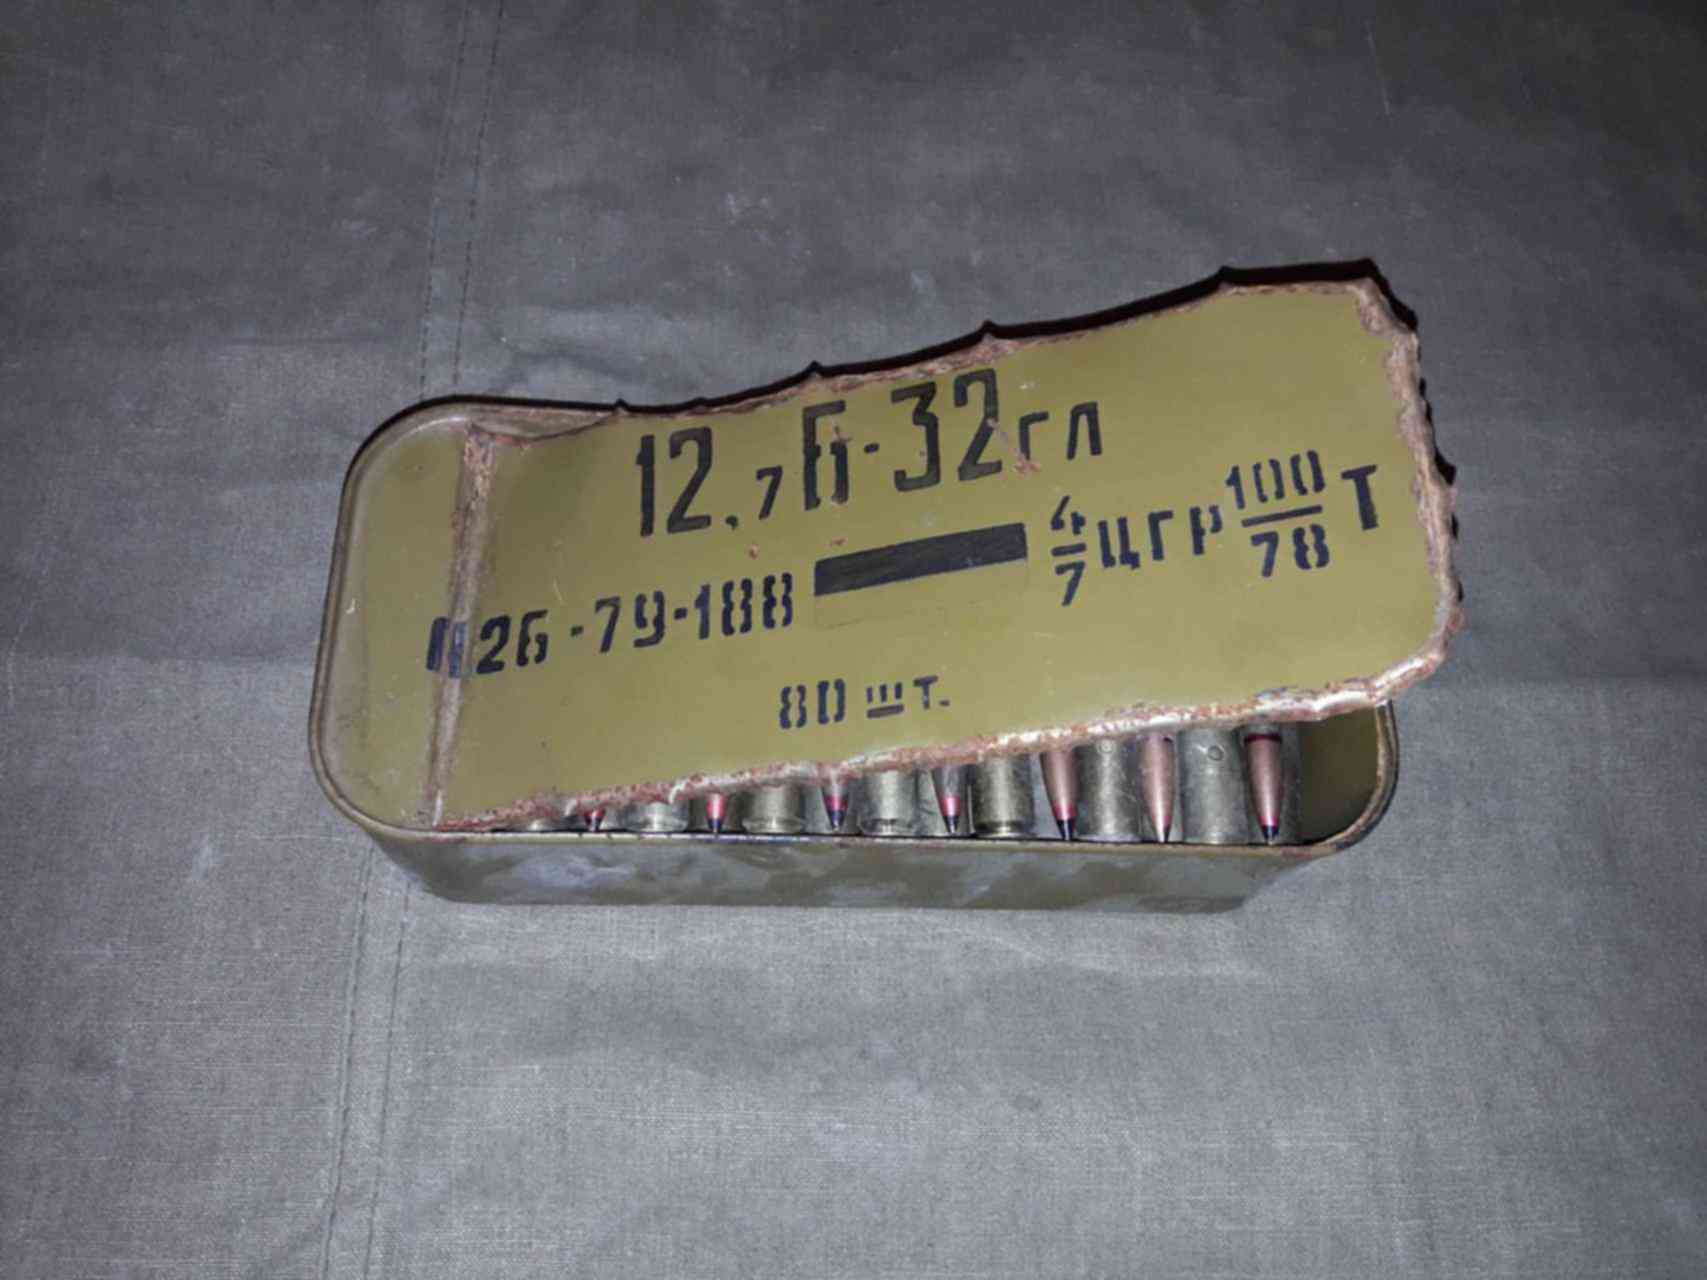 12,7 Б-32 гл
26-79-188 4/7 ЦГР 100/78 Т
80 шт.